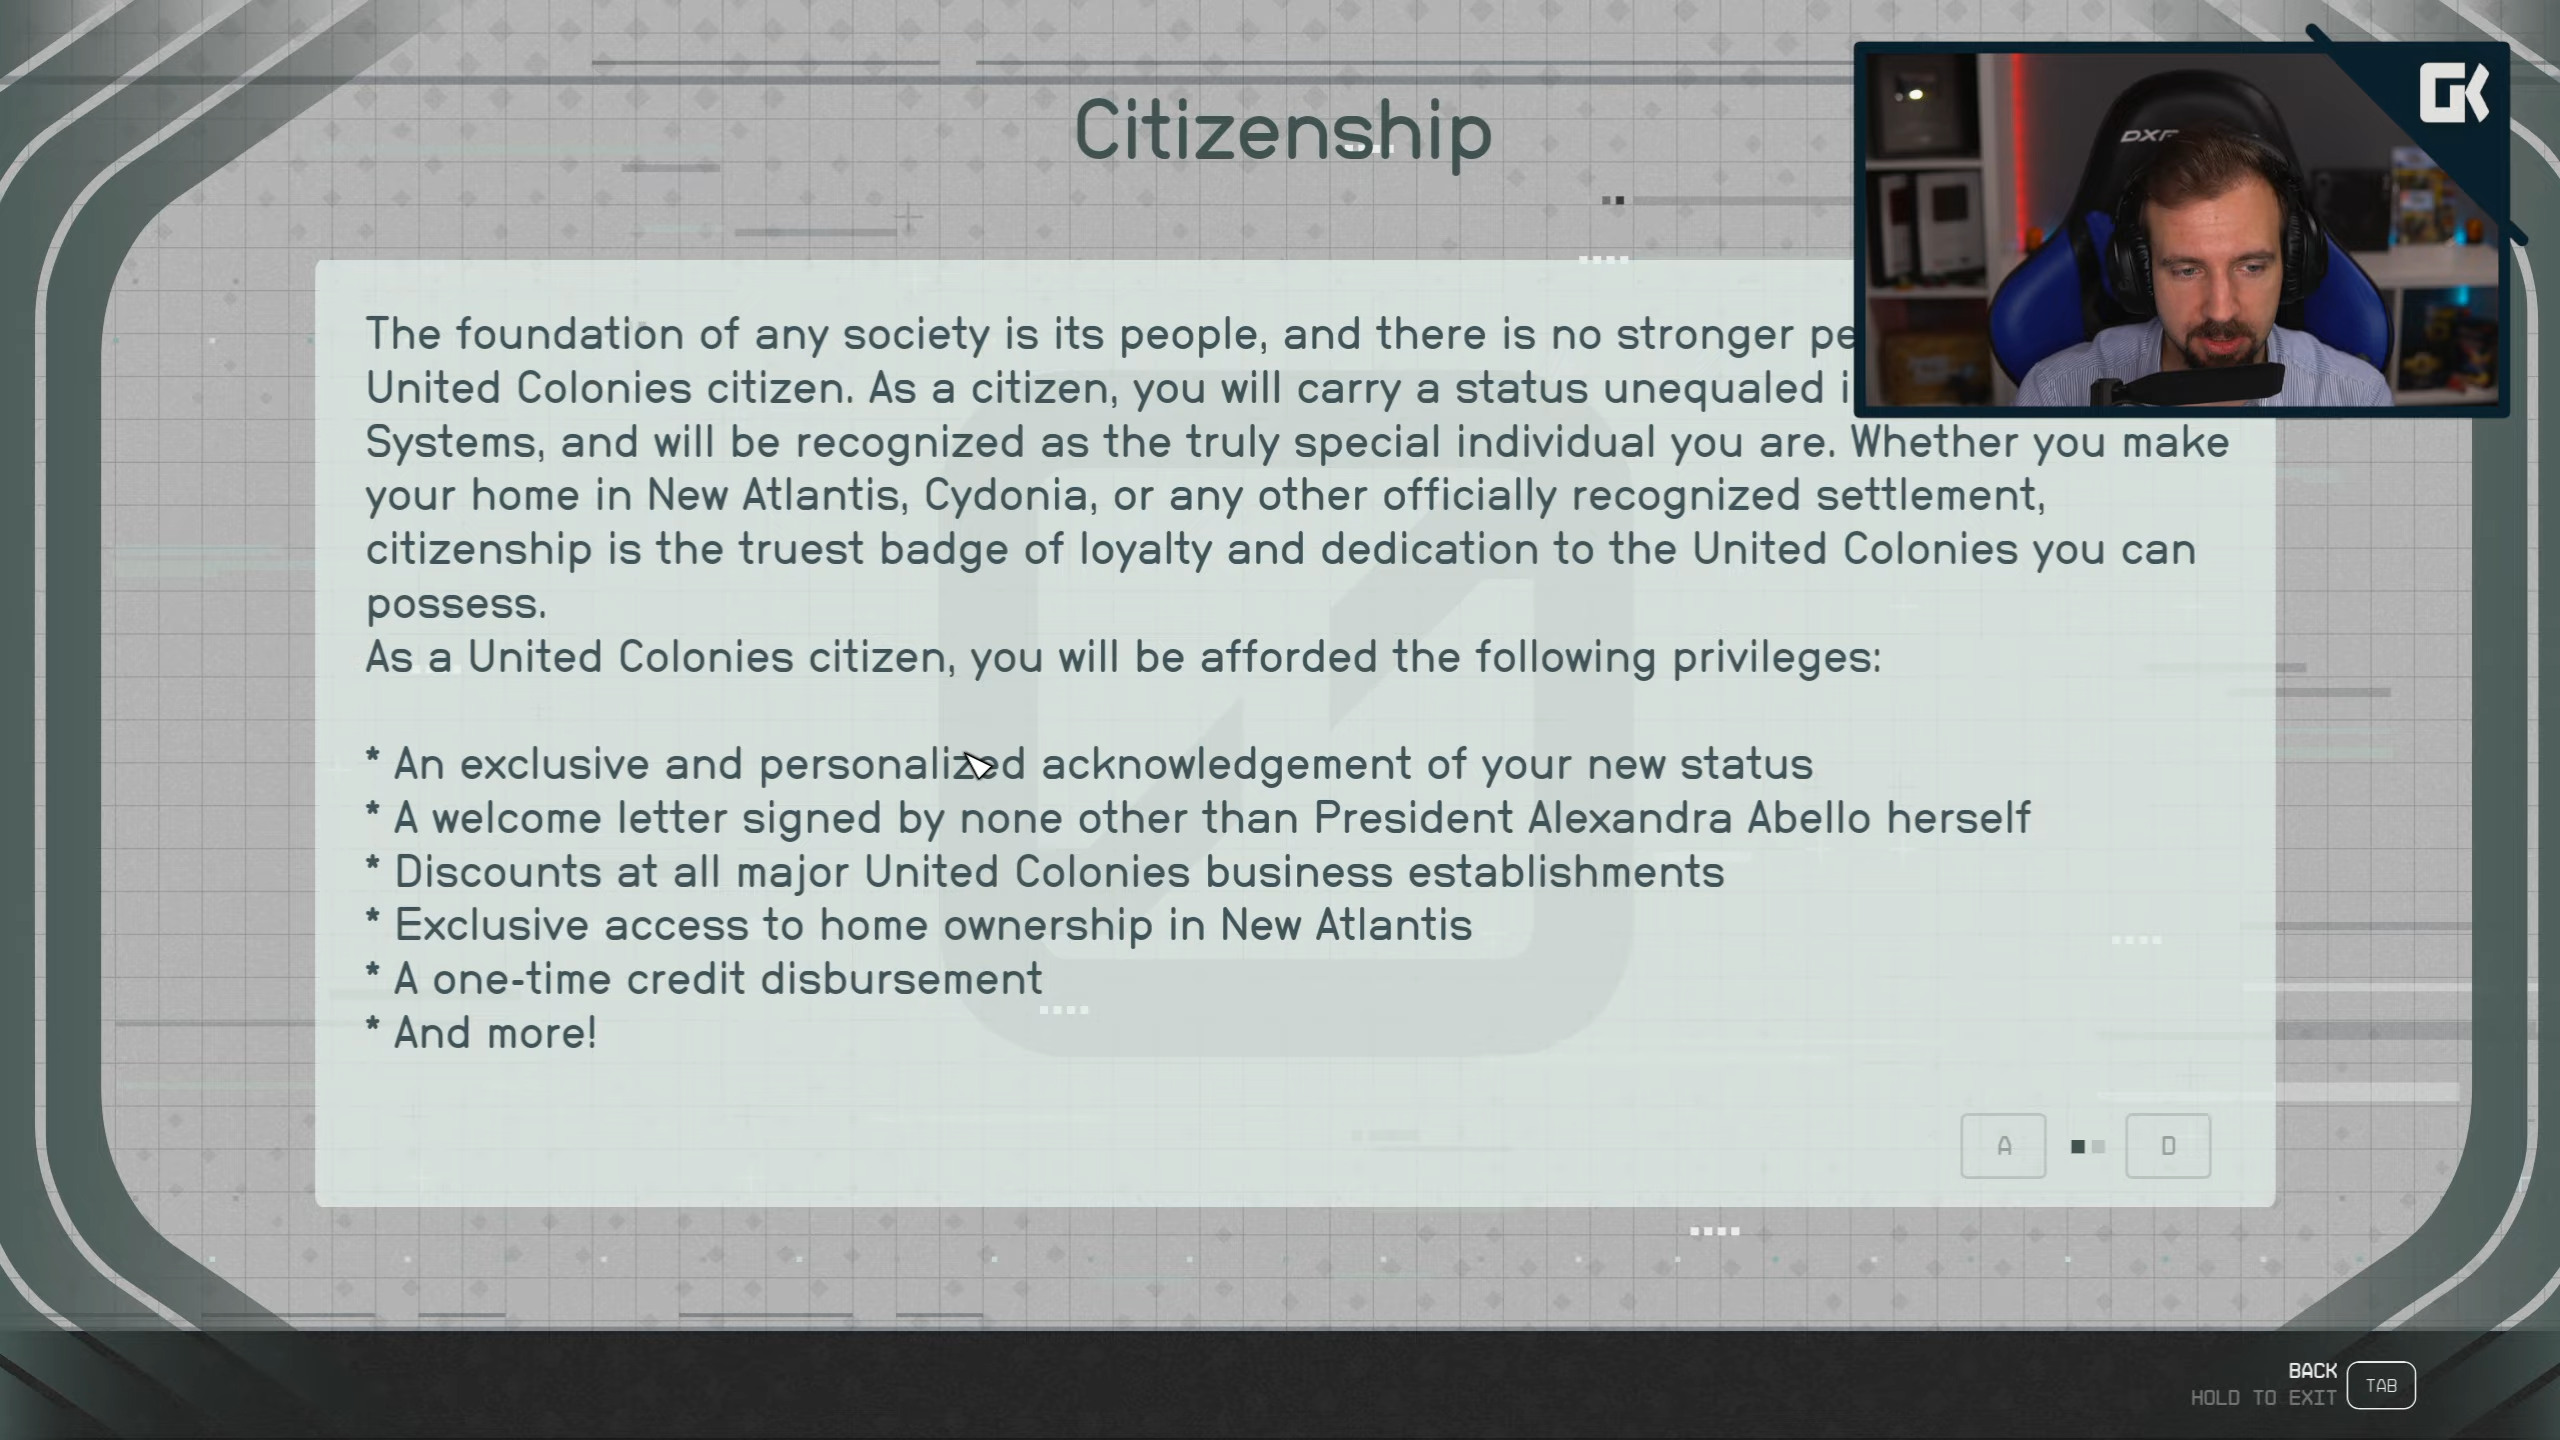 Citizenship
GK
DXR
The foundation of any society is its people, and there is no stronger
United Colonies citizen. As a citizen, you will carry a status unequaled
Systems, and will be recognized as the truly special individual you are. Whether you make
your home in New Atlantis, Cydonia, or any other officially recognized settlement,
citizenship is the truest badge of loyalty and dedication to the United Colonies you can
possess.
As a United Colonies citizen, you will be afforded the following privileges:
* An exclusive and personalized acknowledgement of your new status
* A welcome letter signed by none other than President Alexandra Abello herself
* Discounts at all major United Colonies business establishments
* Exclusive access to home ownership in New Atlantis
* A one-time credit disbursement
* And more!
A D
BACK
HOLD TO EXIT TAB